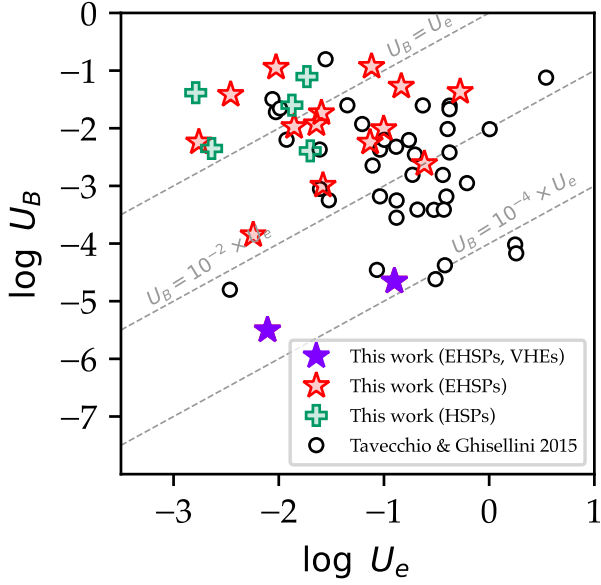 0
−1
−2
−3
−4
−5
−6
−7
log U_B
U_B = U_e
U_B = 10^{-2} × U_e
U_B = 10^{-4} × U_e
This work (EHSPs, VHEs)
This work (EHSPs)
This work (HSPs)
Tavecchio & Ghisellini 2015
−3
−2
−1
0
1
log U_e